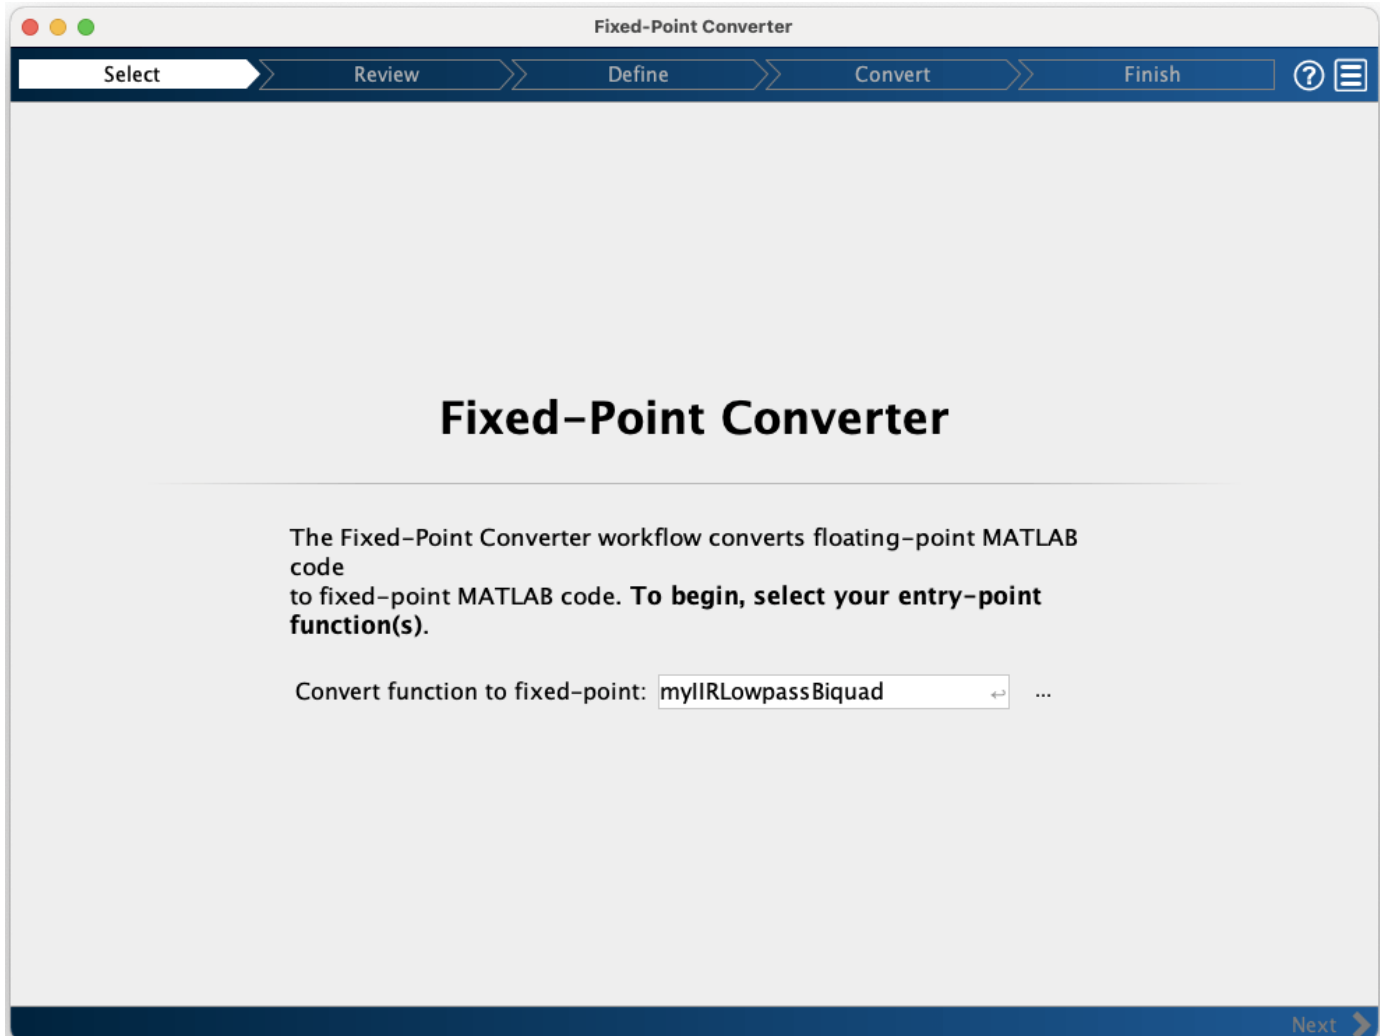 Fixed-Point Converter
Select Review Define Convert Finish ?
Fixed-Point Converter
The Fixed-Point Converter workflow converts floating-point MATLAB
code
to fixed-point MATLAB code. To begin, select your entry-point
function(s).
Convert function to fixed-point: myIIRLowpassBiquad ...
Next